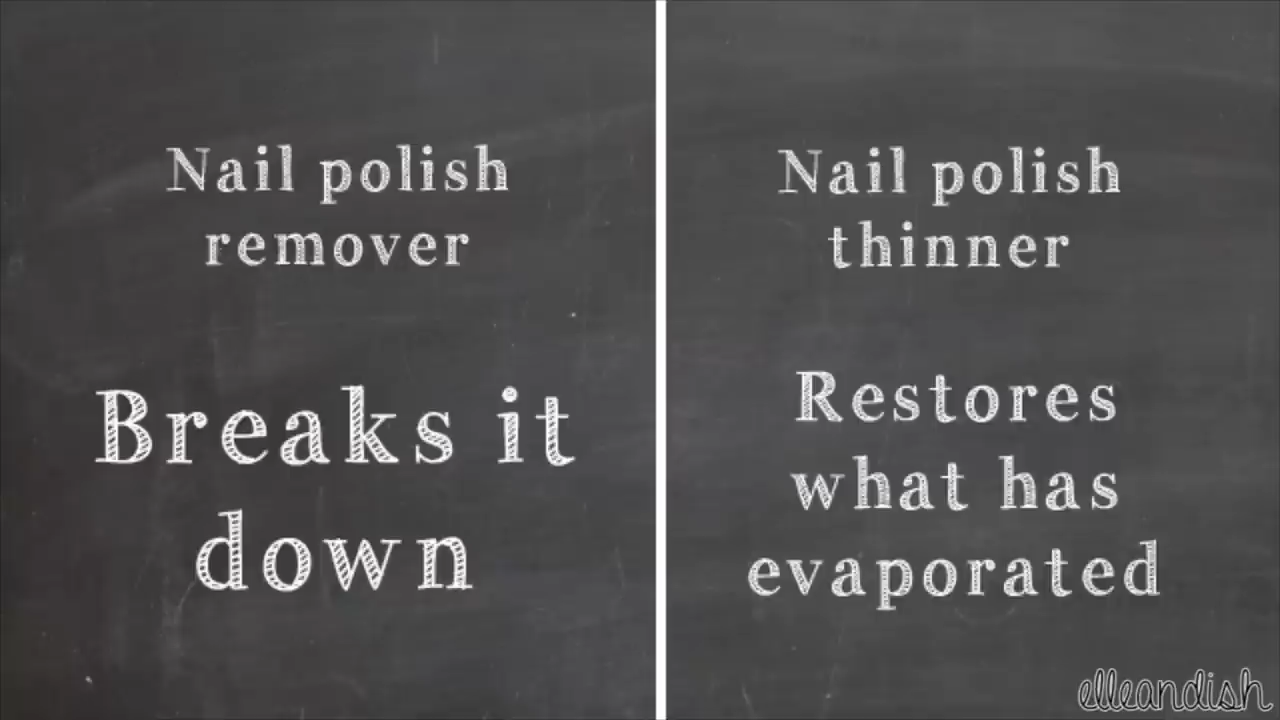 Nail polish
remover
Breaks it
down
Nail polish
thinner
Restores
what has
evaporated
elleandish